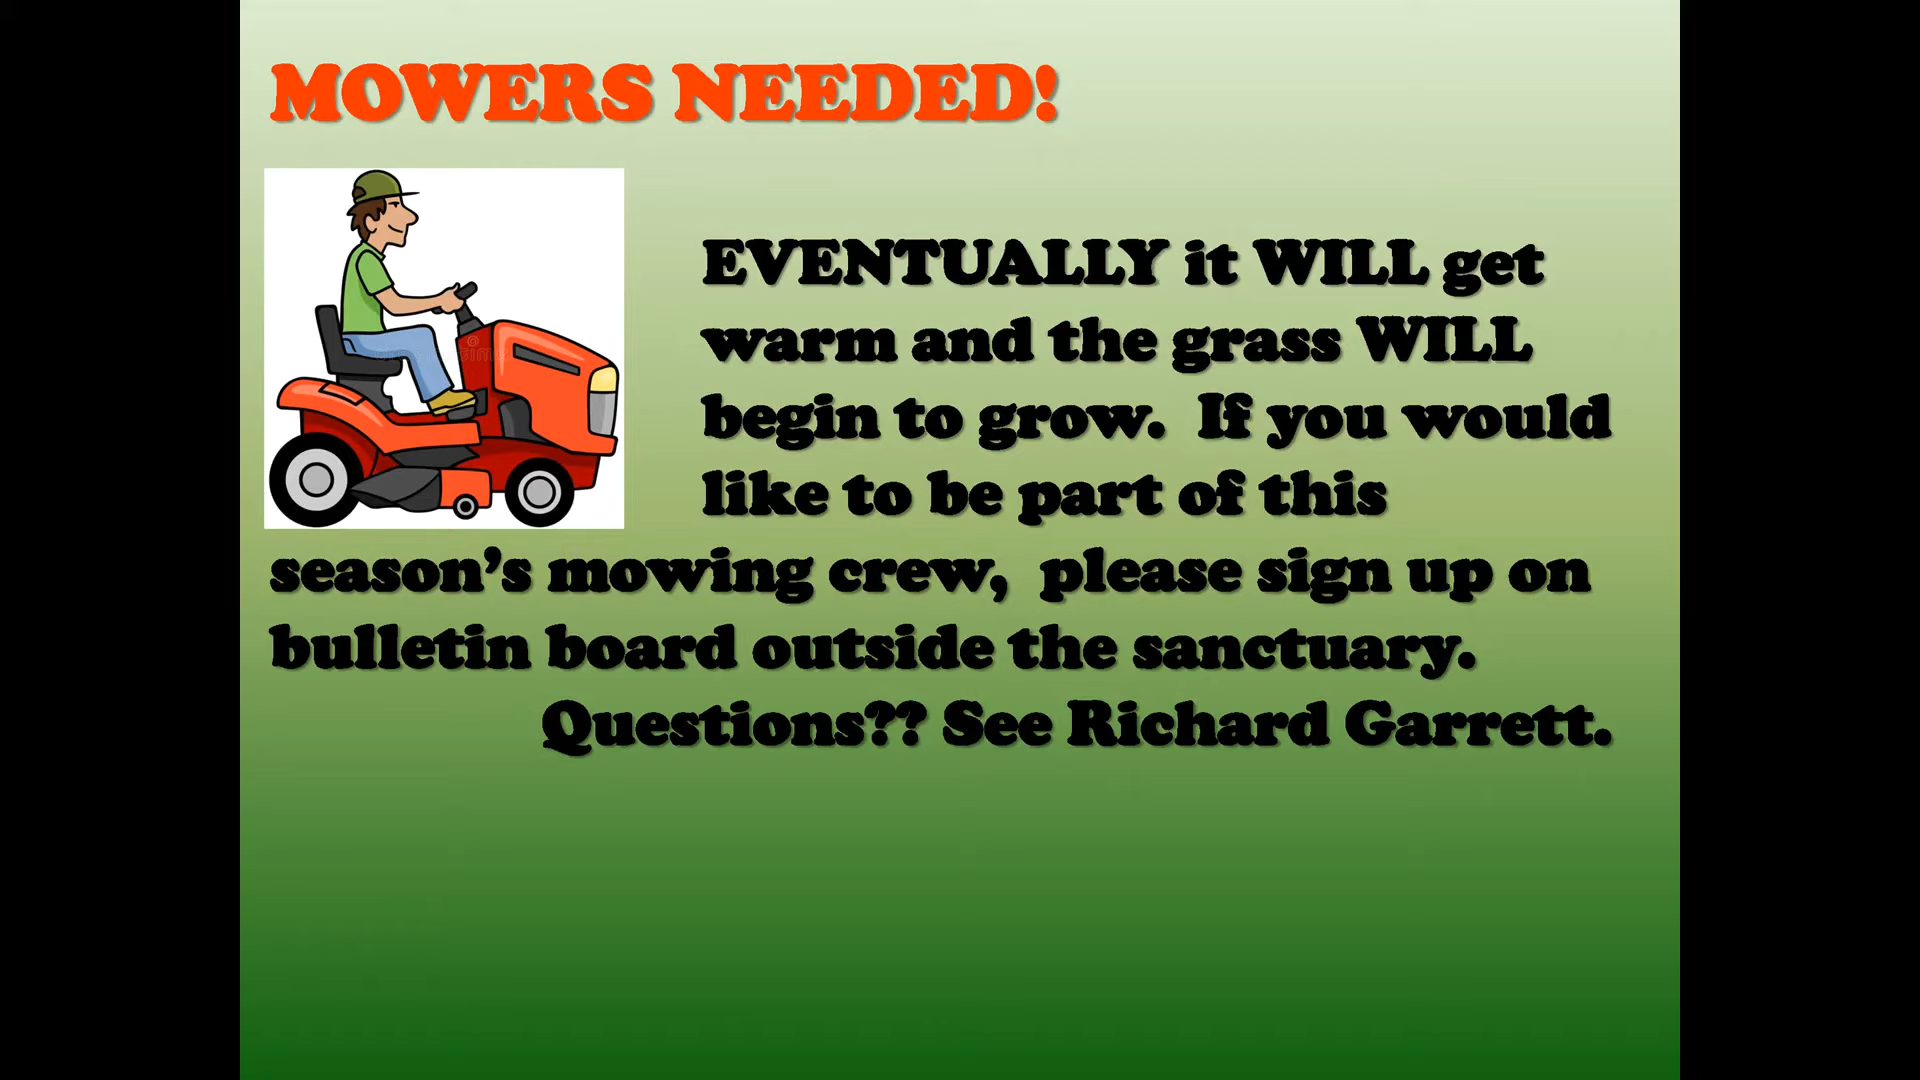 MOWERS NEEDED!
EVENTUALLY it WILL get
warm and the grass WILL
begin to grow.  If you would
like to be part of this
season’s mowing crew,  please sign up on
bulletin board outside the sanctuary.
Questions?? See Richard Garrett.